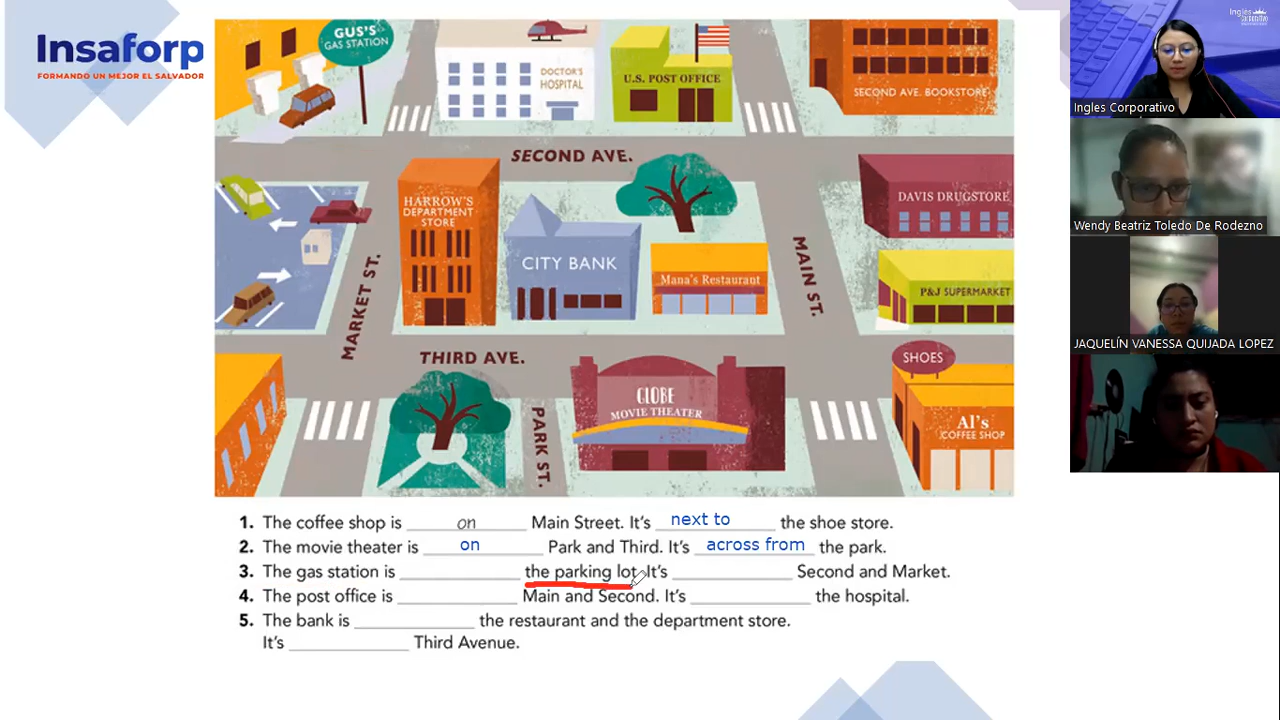 Insaforp
FORMANDO UN MEJOR EL SALVADOR
GUS'S
GAS STATION
DOCTOR'S
HOSPITAL
U.S. POST OFFICE
SECOND AVE. BOOKSTORE
SECOND AVE.
HARROW'S
DEPARTMENT
STORE
CITY BANK
Mana's Restaurant
DAVIS DRUGSTORE
P&J SUPERMARKET
MARKET ST.
MAIN ST.
THIRD AVE.
PARK ST.
GLOBE
MOVIE THEATER
SHOES
Al's
COFFEE SHOP
1. The coffee shop is on Main Street. It's next to the shoe store.
2. The movie theater is on Park and Third. It's across from the park.
3. The gas station is ____________ the parking lot. It's ____________ Second and Market.
4. The post office is ____________ Main and Second. It's ____________ the hospital.
5. The bank is ____________ the restaurant and the department store.
It's ____________ Third Avenue.
Ingles Corporativo
Wendy Beatriz Toledo De Rodezno
JAQUELÍN VANESSA QUIJADA LOPEZ